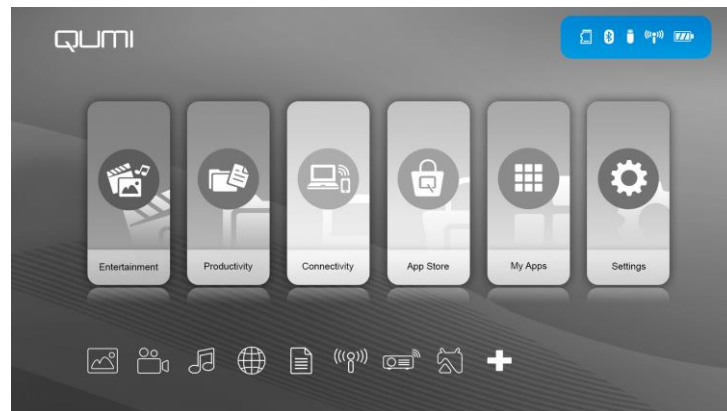 QUMI
Entertainment
Productivity
Connectivity
App Store
My Apps
Settings